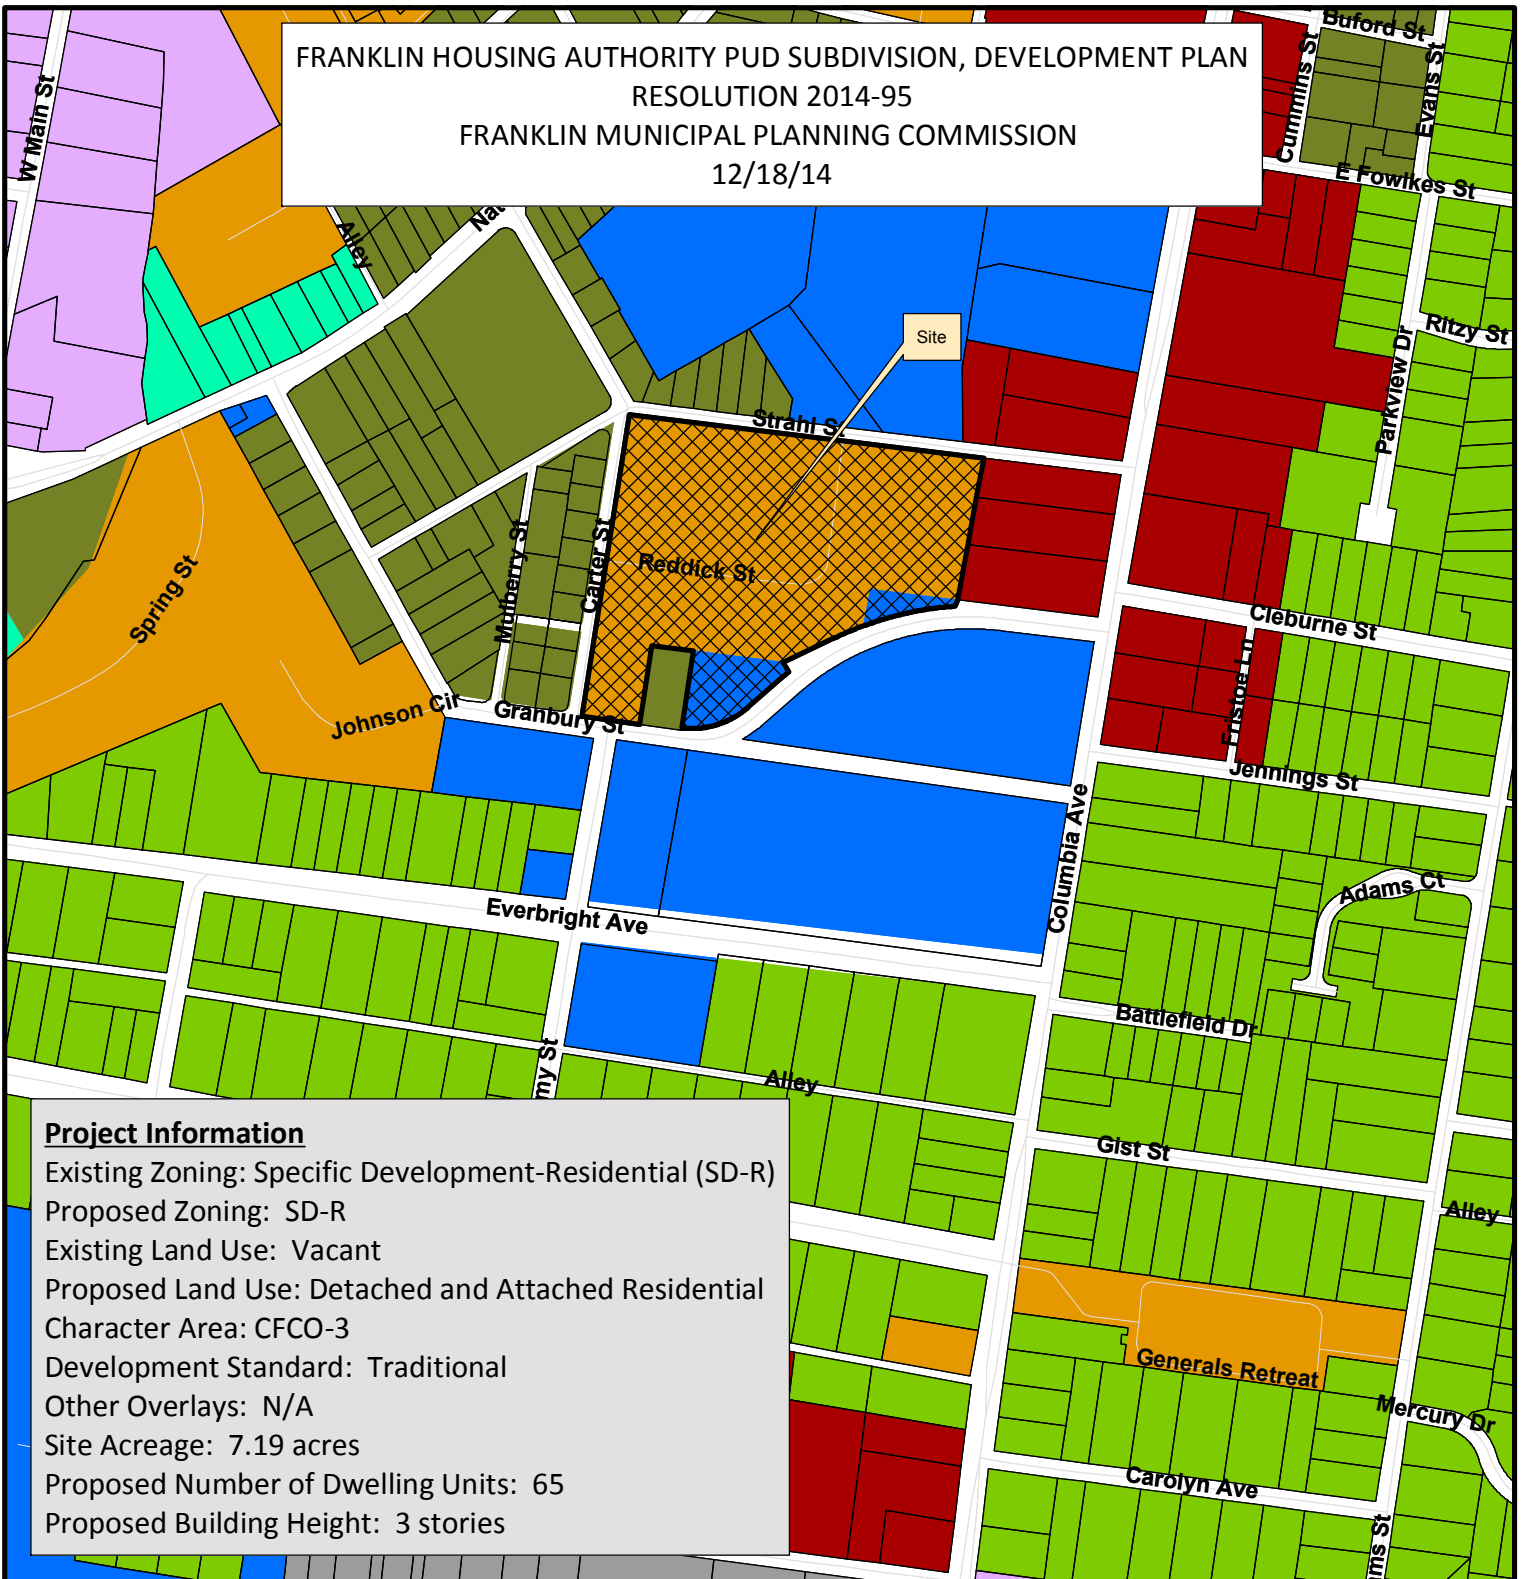 FRANKLIN HOUSING AUTHORITY PUD SUBDIVISION, DEVELOPMENT PLAN
RESOLUTION 2014-95
FRANKLIN MUNICIPAL PLANNING COMMISSION
12/18/14
Buford St
Cummins St
Evans St
W Main St
E Fowlkes St
Alley
Nat
Ritzy St
Site
Parkview Dr
Strahl St
Reddick St
Carter St
Mulberry St
Spring St
Cleburne St
Fristoe Ln
Johnson Cir
Granbury St
Jennings St
Columbia Ave
Adams Ct
Everbright Ave
Battlefield Dr
my St
Alley
Gist St
Alley
Generals Retreat
Mercury Dr
Carolyn Ave
ms St
Project Information
Existing Zoning: Specific Development-Residential (SD-R)
Proposed Zoning: SD-R
Existing Land Use: Vacant
Proposed Land Use: Detached and Attached Residential
Character Area: CFCO-3
Development Standard: Traditional
Other Overlays: N/A
Site Acreage: 7.19 acres
Proposed Number of Dwelling Units: 65
Proposed Building Height: 3 stories